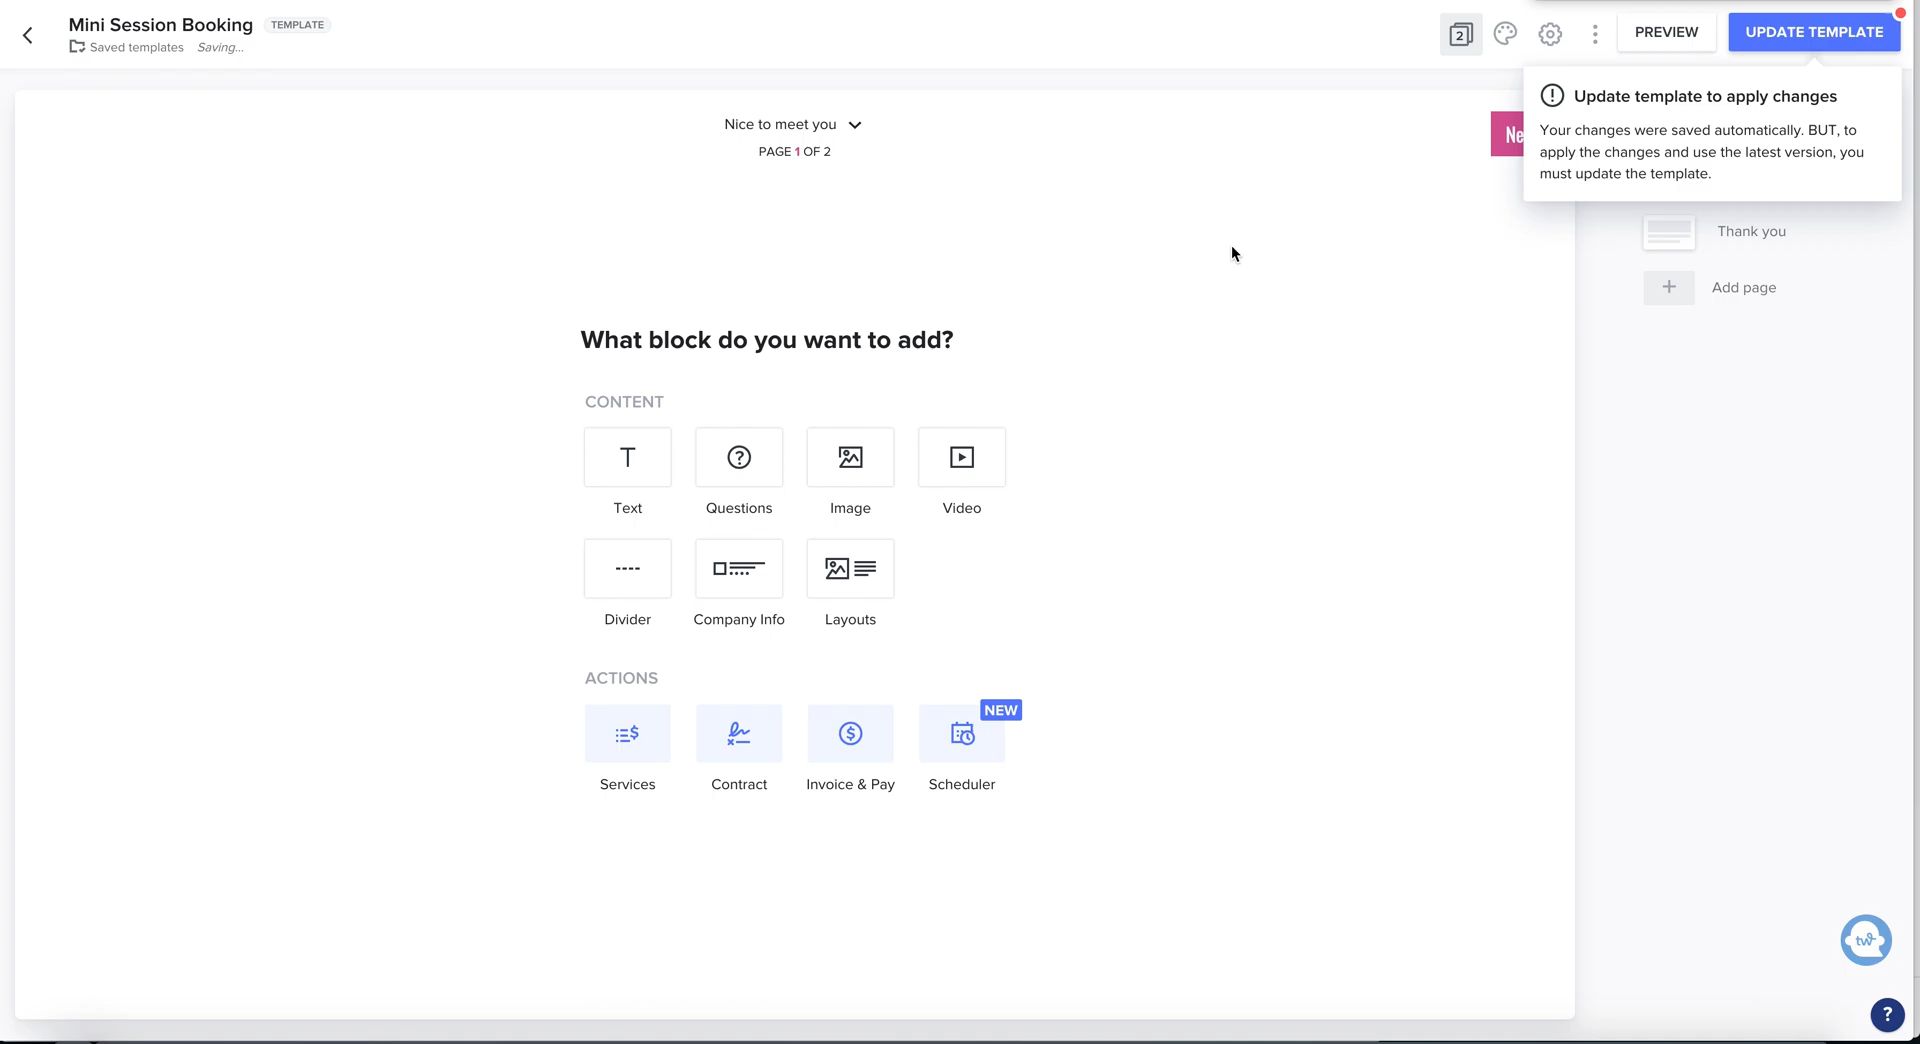 Mini Session Booking
TEMPLATE
Saved templates
Saving...
2
PREVIEW
UPDATE TEMPLATE
Update template to apply changes
Your changes were saved automatically. BUT, to
apply the changes and use the latest version, you
must update the template.
Nice to meet you
PAGE 1 OF 2
Ne
Thank you
Add page
What block do you want to add?
CONTENT
Text
Questions
Image
Video
Divider
Company Info
Layouts
ACTIONS
NEW
Services
Contract
Invoice & Pay
Scheduler
tw
?